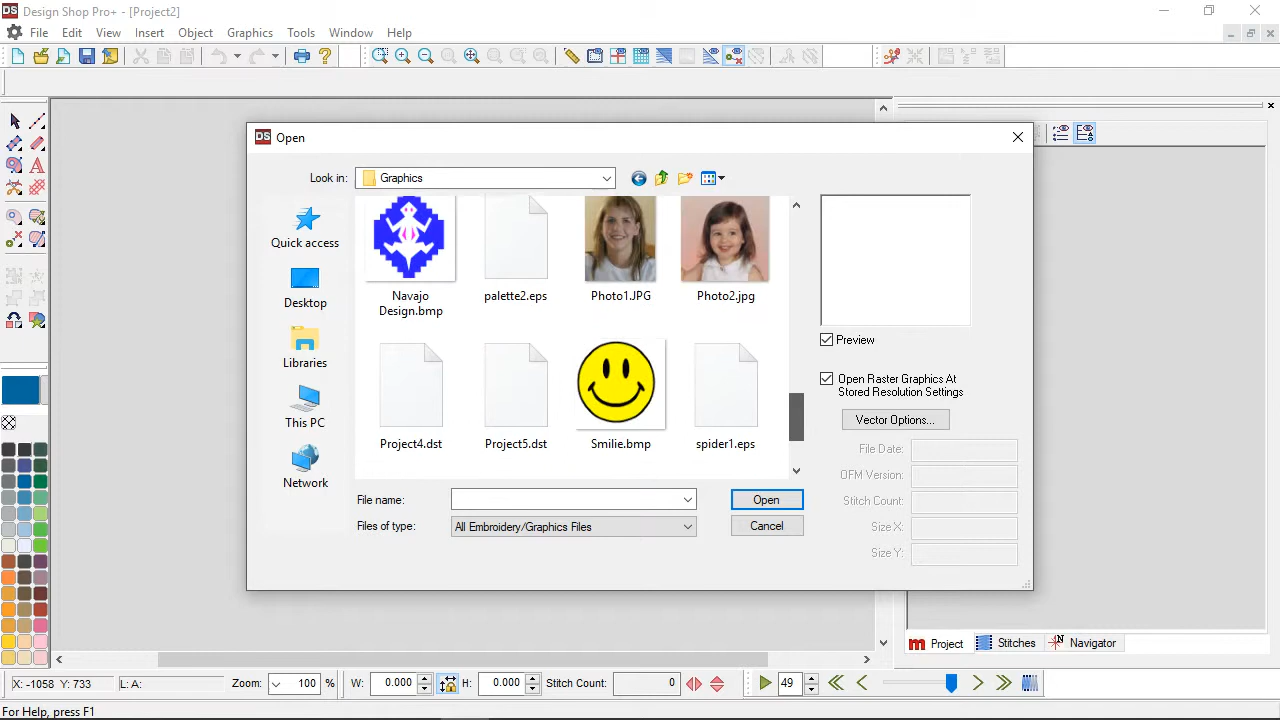 DS Design Shop Pro+ - [Project2]
File Edit View Insert Object Graphics Tools Window Help
DS Open
Look in: Graphics
Quick access
Desktop
Libraries
This PC
Network
Navajo
Design.bmp
palette2.eps
Photo1.JPG
Photo2.jpg
Project4.dst
Project5.dst
Smilie.bmp
spider1.eps
Preview
Open Raster Graphics At
Stored Resolution Settings
Vector Options...
File Date:
OFM Version:
Stitch Count:
Size X:
Size Y:
File name:
Open
Files of type: All Embroidery/Graphics Files
Cancel
Project Stitches Navigator
X: -1058 Y: 733 L: A: Zoom: 100 % W: 0.000 H: 0.000 Stitch Count: 0 49
For Help, press F1